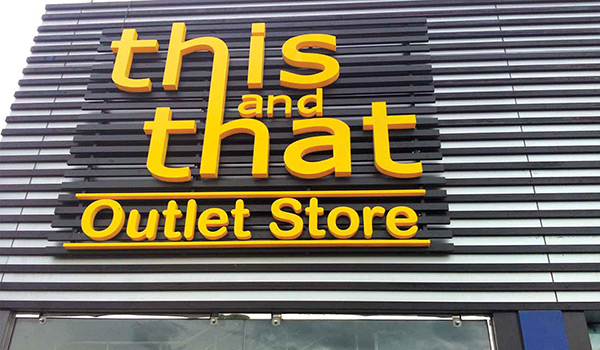 this
and
that
Outlet Store